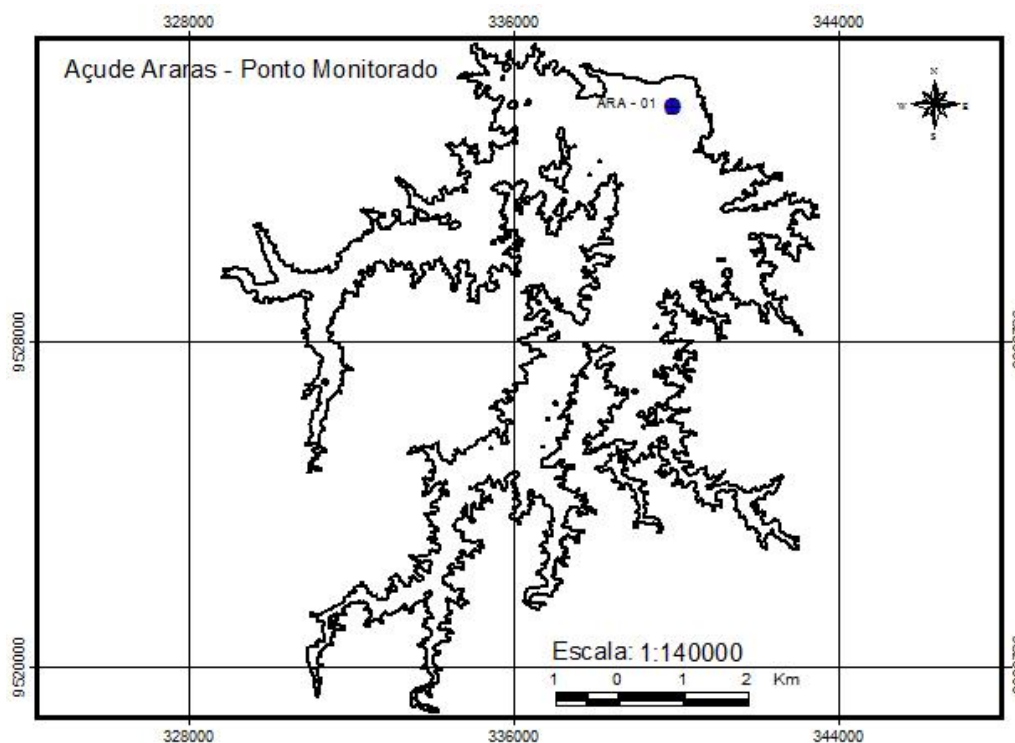 328000 336000 344000
Açude Araras - Ponto Monitorado
N
W E
S
ARA - 01
9528000
9520000
Escala: 1:140000
1 0 1 2 Km
328000 336000 344000